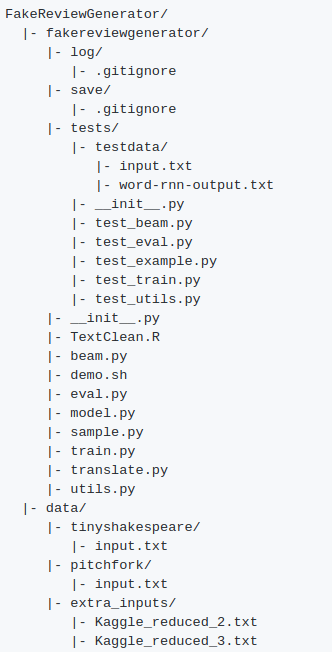 FakeReviewGenerator/
  |- fakereviewgenerator/
     |- log/
        |- .gitignore
     |- save/
        |- .gitignore
     |- tests/
        |- testdata/
           |- input.txt
           |- word-rnn-output.txt
        |- __init__.py
        |- test_beam.py
        |- test_eval.py
        |- test_example.py
        |- test_train.py
        |- test_utils.py
     |- __init__.py
     |- TextClean.R
     |- beam.py
     |- demo.sh
     |- eval.py
     |- model.py
     |- sample.py
     |- train.py
     |- translate.py
     |- utils.py
  |- data/
     |- tinyshakespeare/
        |- input.txt
     |- pitchfork/
        |- input.txt
     |- extra_inputs/
        |- Kaggle_reduced_2.txt
        |- Kaggle_reduced_3.txt